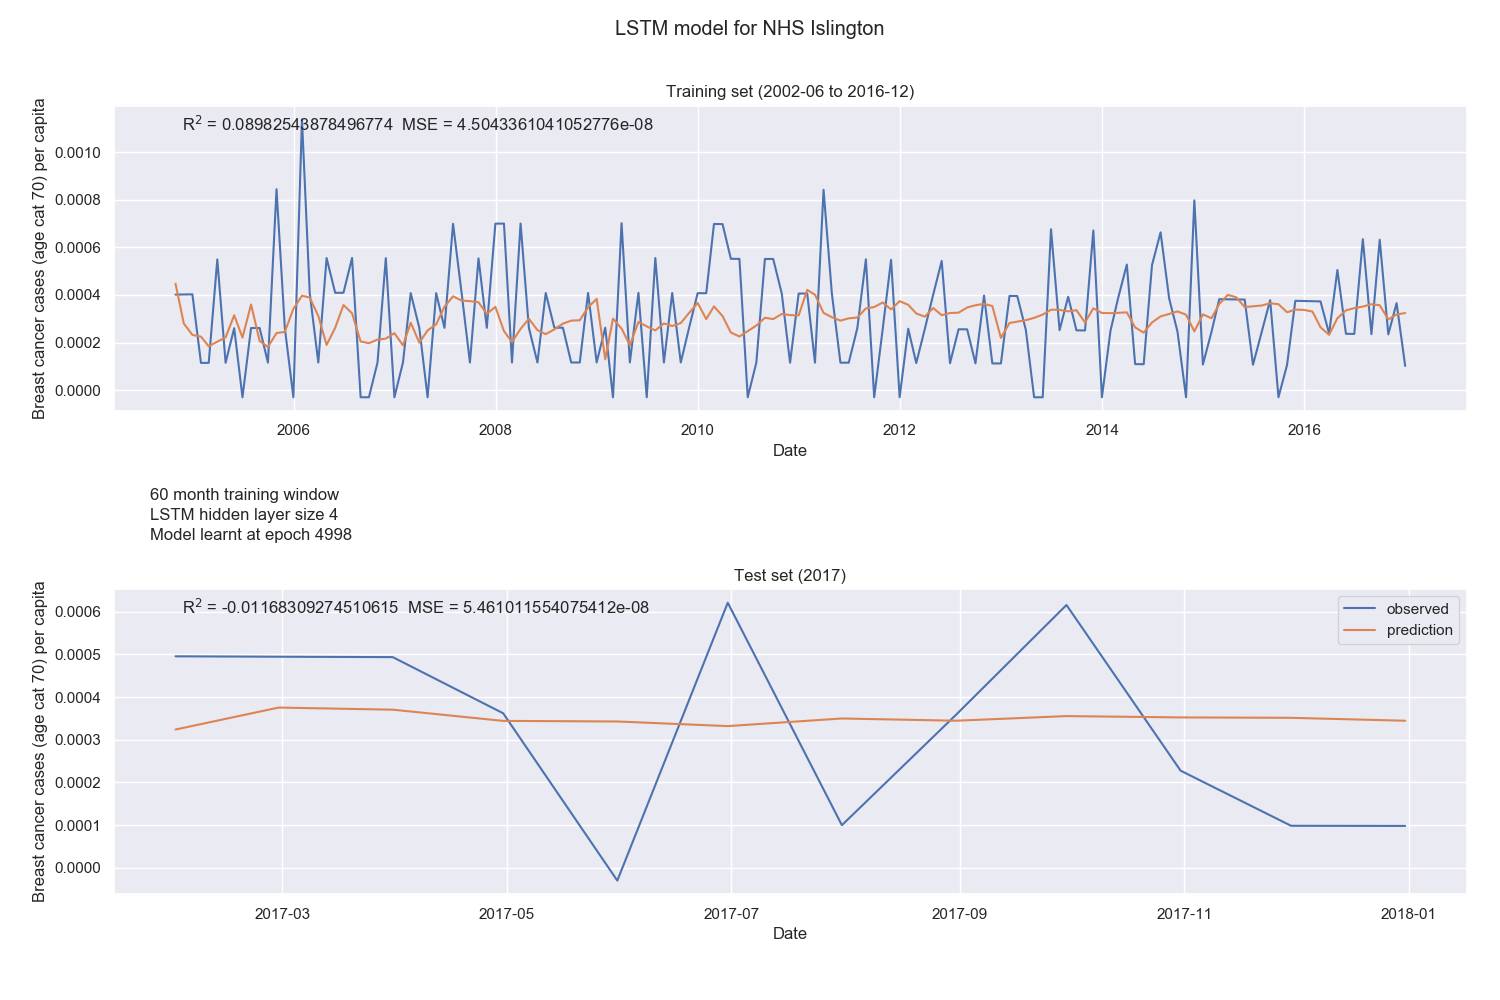 LSTM model for NHS Islington
Training set (2002-06 to 2016-12)
R² = 0.08982543878496774 MSE = 4.5043361041052776e-08
Breast cancer cases (age cat 70) per capita
0.0010
0.0008
0.0006
0.0004
0.0002
0.0000
2006 2008 2010 2012 2014 2016
Date
60 month training window
LSTM hidden layer size 4
Model learnt at epoch 4998
Test set (2017)
R² = -0.01168309274510615 MSE = 5.461011554075412e-08
observed
prediction
Breast cancer cases (age cat 70) per capita
0.0006
0.0005
0.0004
0.0003
0.0002
0.0001
0.0000
2017-03 2017-05 2017-07 2017-09 2017-11 2018-01
Date